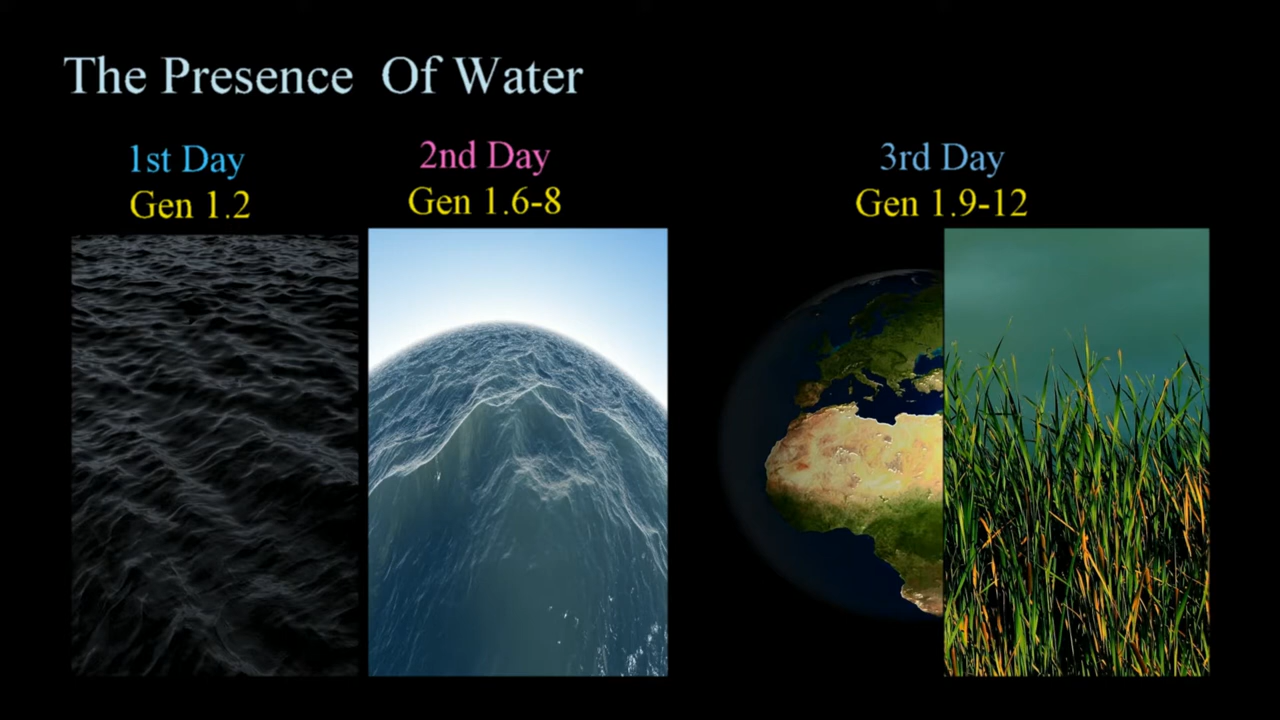 The Presence Of Water
1st Day
Gen 1.2
2nd Day
Gen 1.6-8
3rd Day
Gen 1.9-12